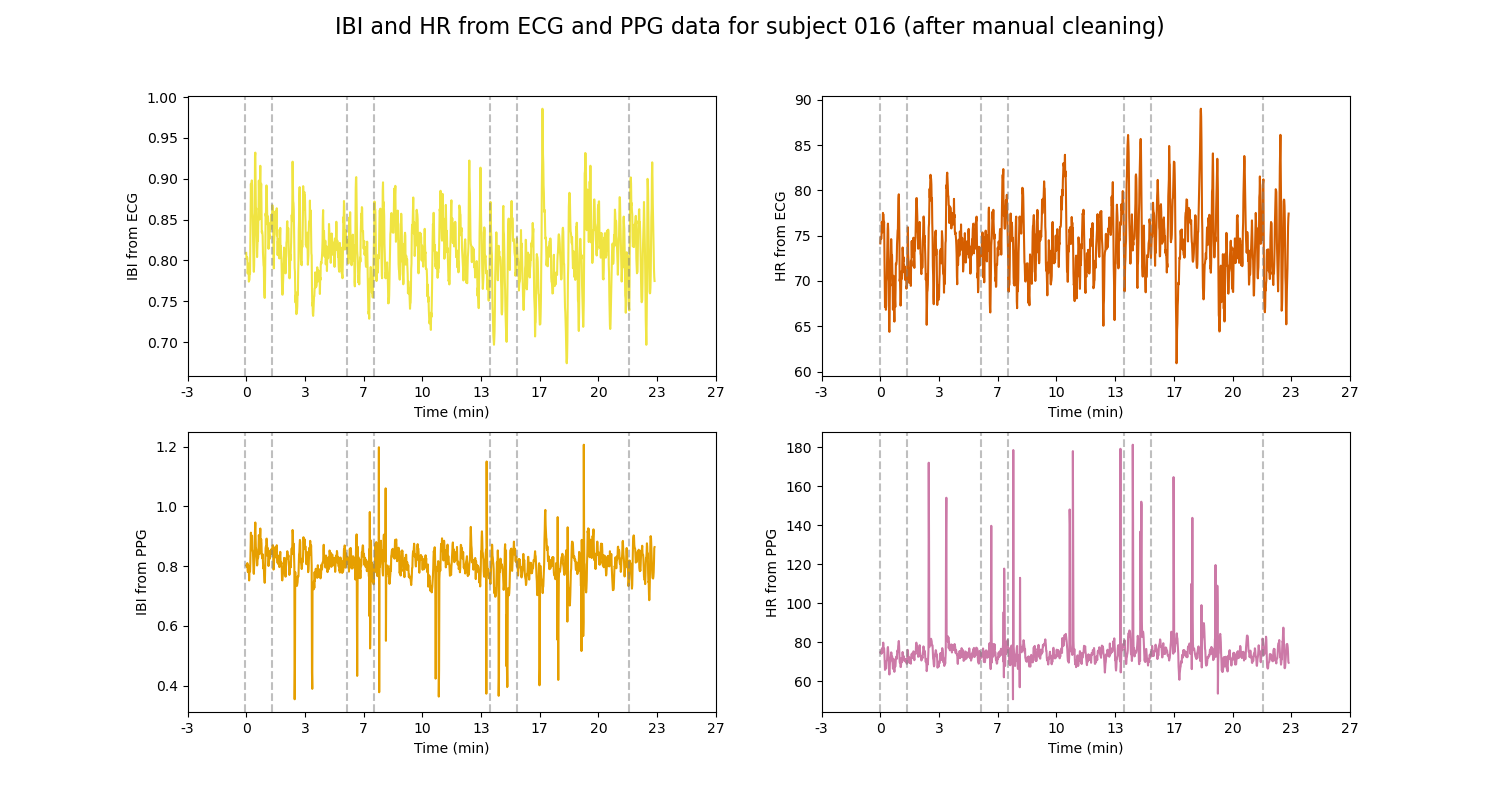 IBI and HR from ECG and PPG data for subject 016 (after manual cleaning)
1.00
0.95
0.90
0.85
0.80
0.75
0.70
IBI from ECG
-3 0 3 7 10 13 17 20 23 27
Time (min)
90
85
80
75
70
65
60
HR from ECG
-3 0 3 7 10 13 17 20 23 27
Time (min)
1.2
1.0
0.8
0.6
0.4
IBI from PPG
-3 0 3 7 10 13 17 20 23 27
Time (min)
180
160
140
120
100
80
60
HR from PPG
-3 0 3 7 10 13 17 20 23 27
Time (min)